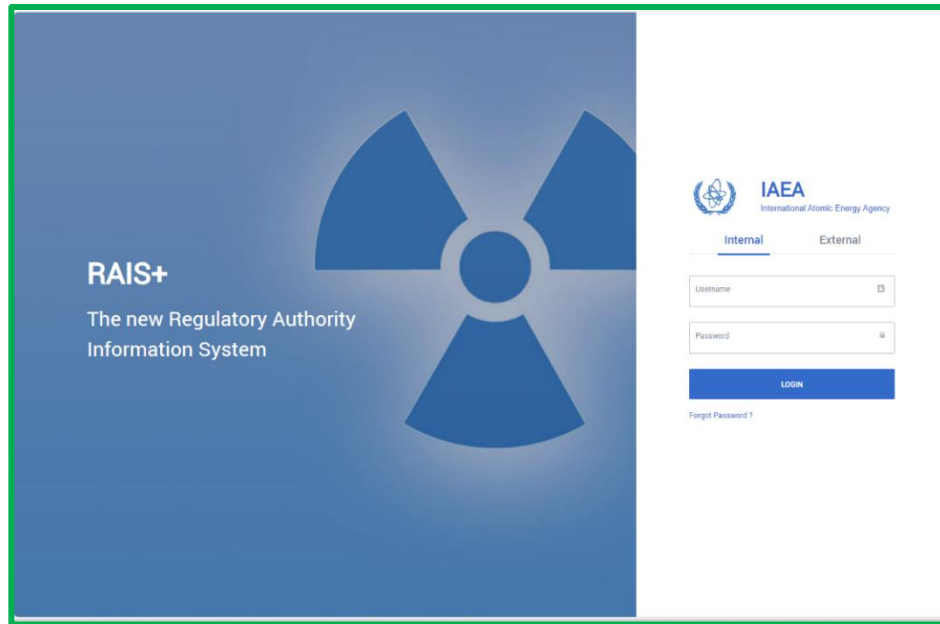 RAIS+
The new Regulatory Authority
Information System
IAEA
International Atomic Energy Agency
Internal External
Username
Password
LOGIN
Forgot Password ?